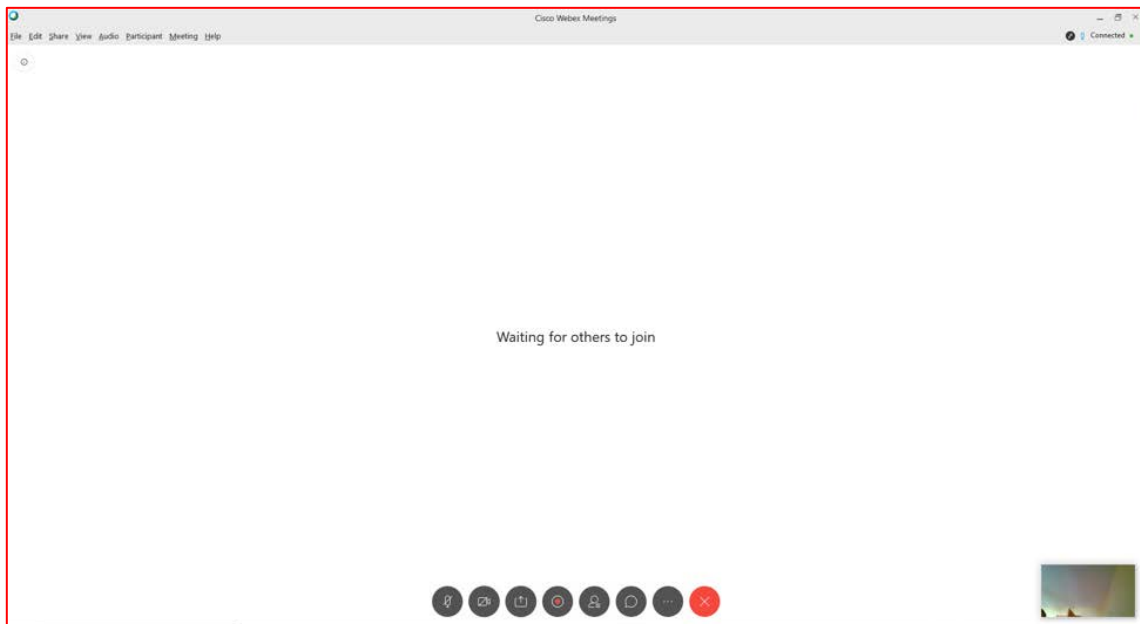 Cisco Webex Meetings
File Edit Share View Audio Participant Meeting Help
Connected
Waiting for others to join